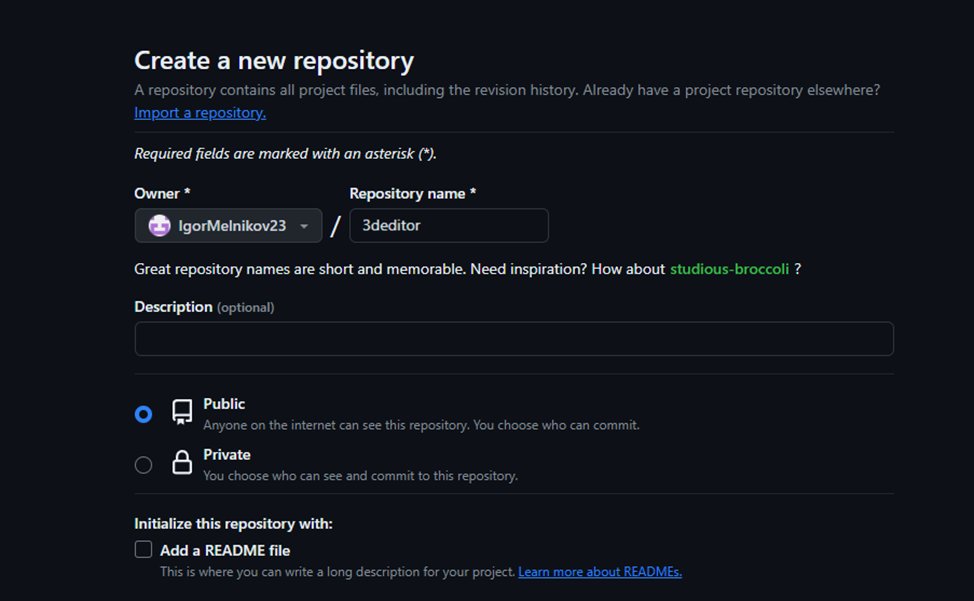 Create a new repository
A repository contains all project files, including the revision history. Already have a project repository elsewhere?
Import a repository.
Required fields are marked with an asterisk (*).
Owner * Repository name *
IgorMelnikov23 / 3deditor
Great repository names are short and memorable. Need inspiration? How about studious-broccoli ?
Description (optional)
Public
Anyone on the internet can see this repository. You choose who can commit.
Private
You choose who can see and commit to this repository.
Initialize this repository with:
Add a README file
This is where you can write a long description for your project. Learn more about READMEs.